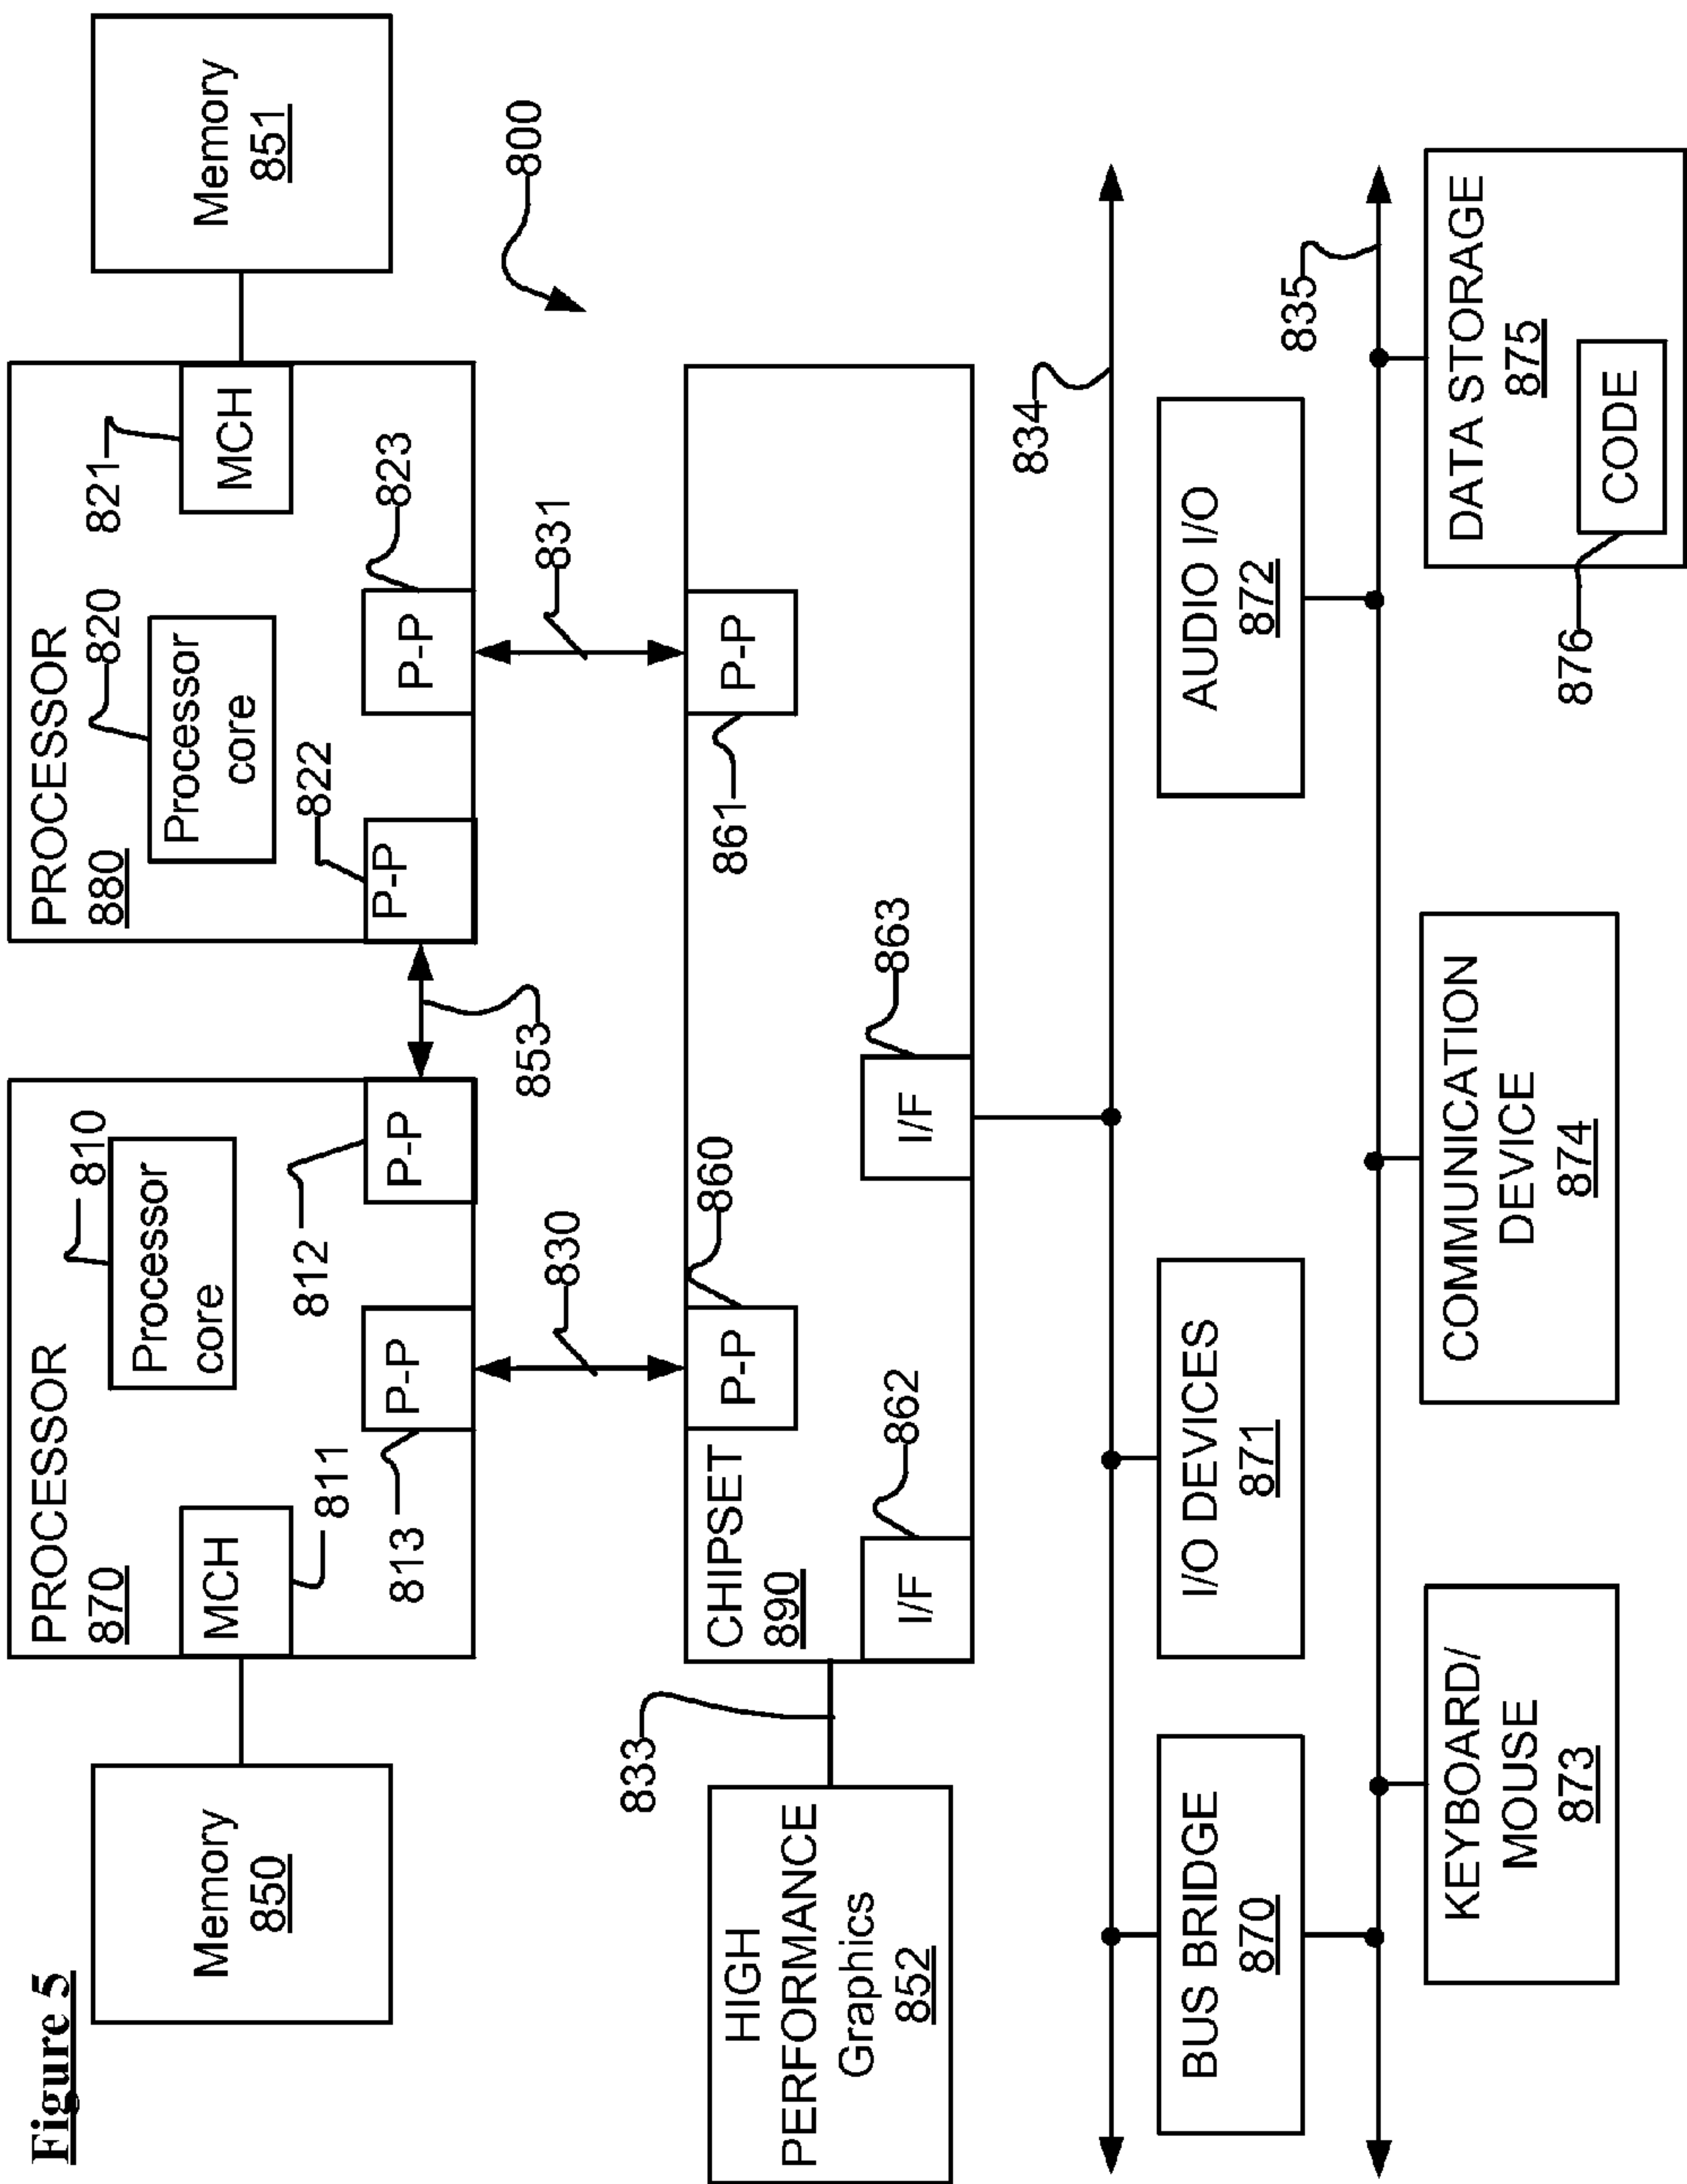 Figure 5
Memory
850
PROCESSOR
870
MCH
811
Processor
core
810
P-P
813
P-P
812
853
PROCESSOR
880
Processor
core
820
P-P
822
P-P
823
MCH
821
Memory
851
800
830
831
HIGH
PERFORMANCE
Graphics
852
833
CHIPSET
890
P-P
860
P-P
861
I/F
862
I/F
863
834
BUS BRIDGE
870
I/O DEVICES
871
AUDIO I/O
872
835
KEYBOARD/
MOUSE
873
COMMUNICATION
DEVICE
874
DATA STORAGE
875
CODE
876